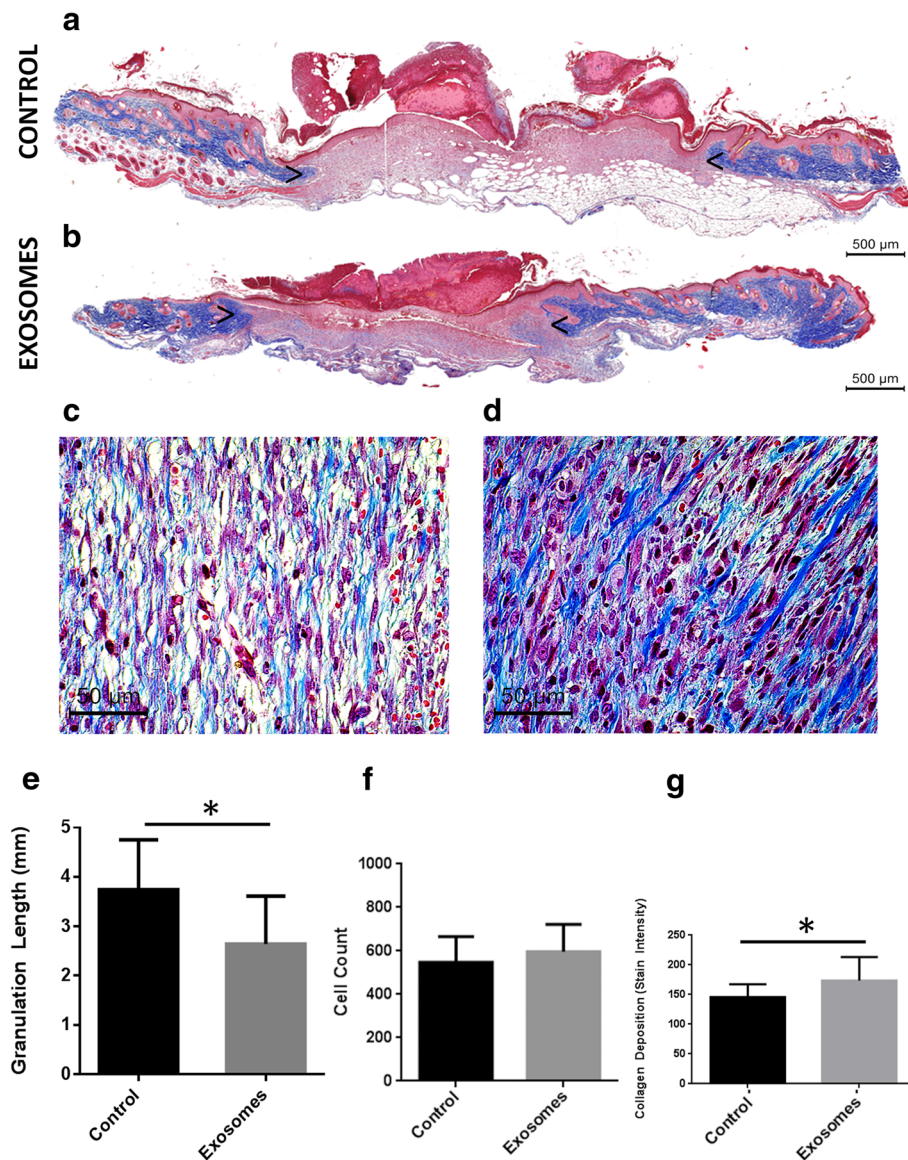 a
CONTROL
500 µm
b
EXOSOMES
500 µm
c
d
50 µm
50 µm
e
f
g
*
Granulation Length (mm)
5
4
3
2
1
0
Control
Exosomes
Cell Count
1000
800
600
400
200
0
Control
Exosomes
*
Collagen Deposition (Stain Intensity)
250
200
150
100
50
0
Control
Exosomes